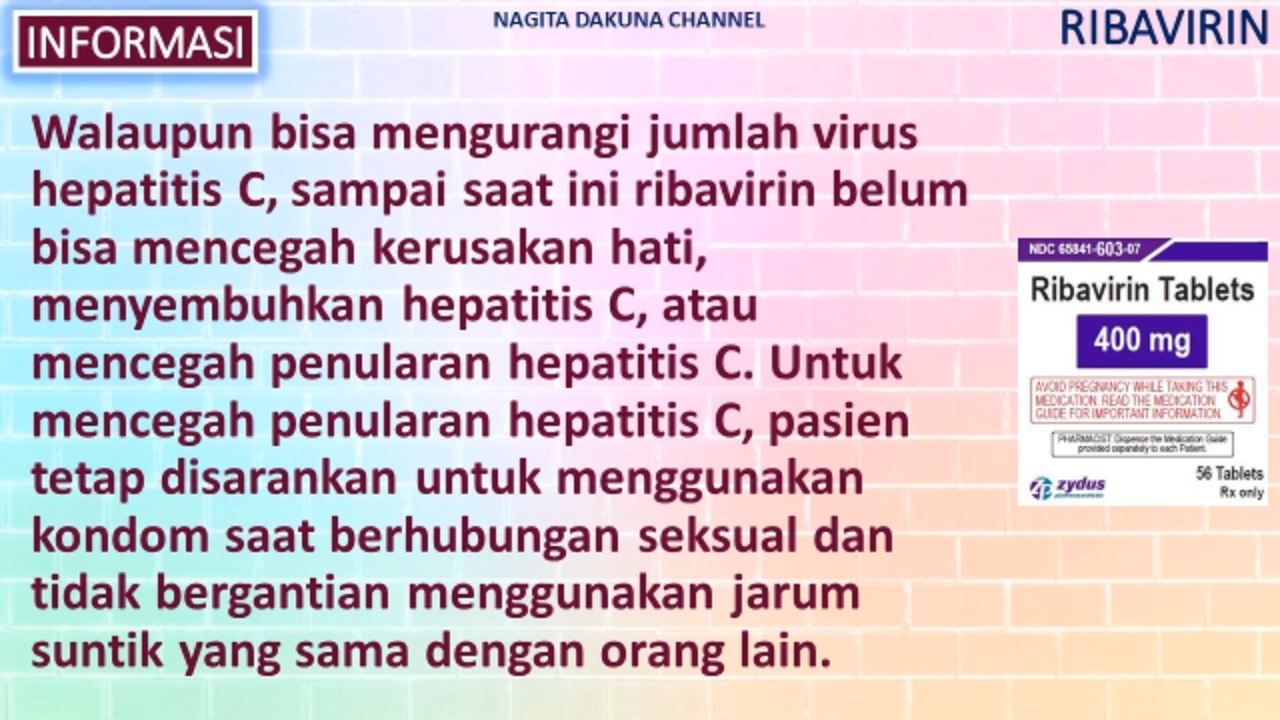 INFORMASI
NAGITA DAKUNA CHANNEL
RIBAVIRIN
Walaupun bisa mengurangi jumlah virus
hepatitis C, sampai saat ini ribavirin belum
bisa mencegah kerusakan hati,
menyembuhkan hepatitis C, atau
mencegah penularan hepatitis C. Untuk
mencegah penularan hepatitis C, pasien
tetap disarankan untuk menggunakan
kondom saat berhubungan seksual dan
tidak bergantian menggunakan jarum
suntik yang sama dengan orang lain.
NDC 65841-603-07
Ribavirin Tablets
400 mg
AVOID PREGNANCY WHILE TAKING THIS
MEDICATION. READ THE MEDICATION
GUIDE FOR IMPORTANT INFORMATION.
PHARMACIST: Dispense the Medication Guide
provided separately to each Patient.
56 Tablets
Rx only
zydus